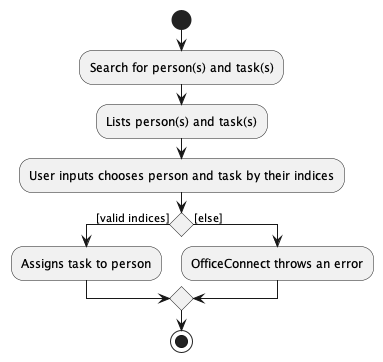 Search for person(s) and task(s)
Lists person(s) and task(s)
User inputs chooses person and task by their indices
[valid indices]
[else]
Assigns task to person
OfficeConnect throws an error